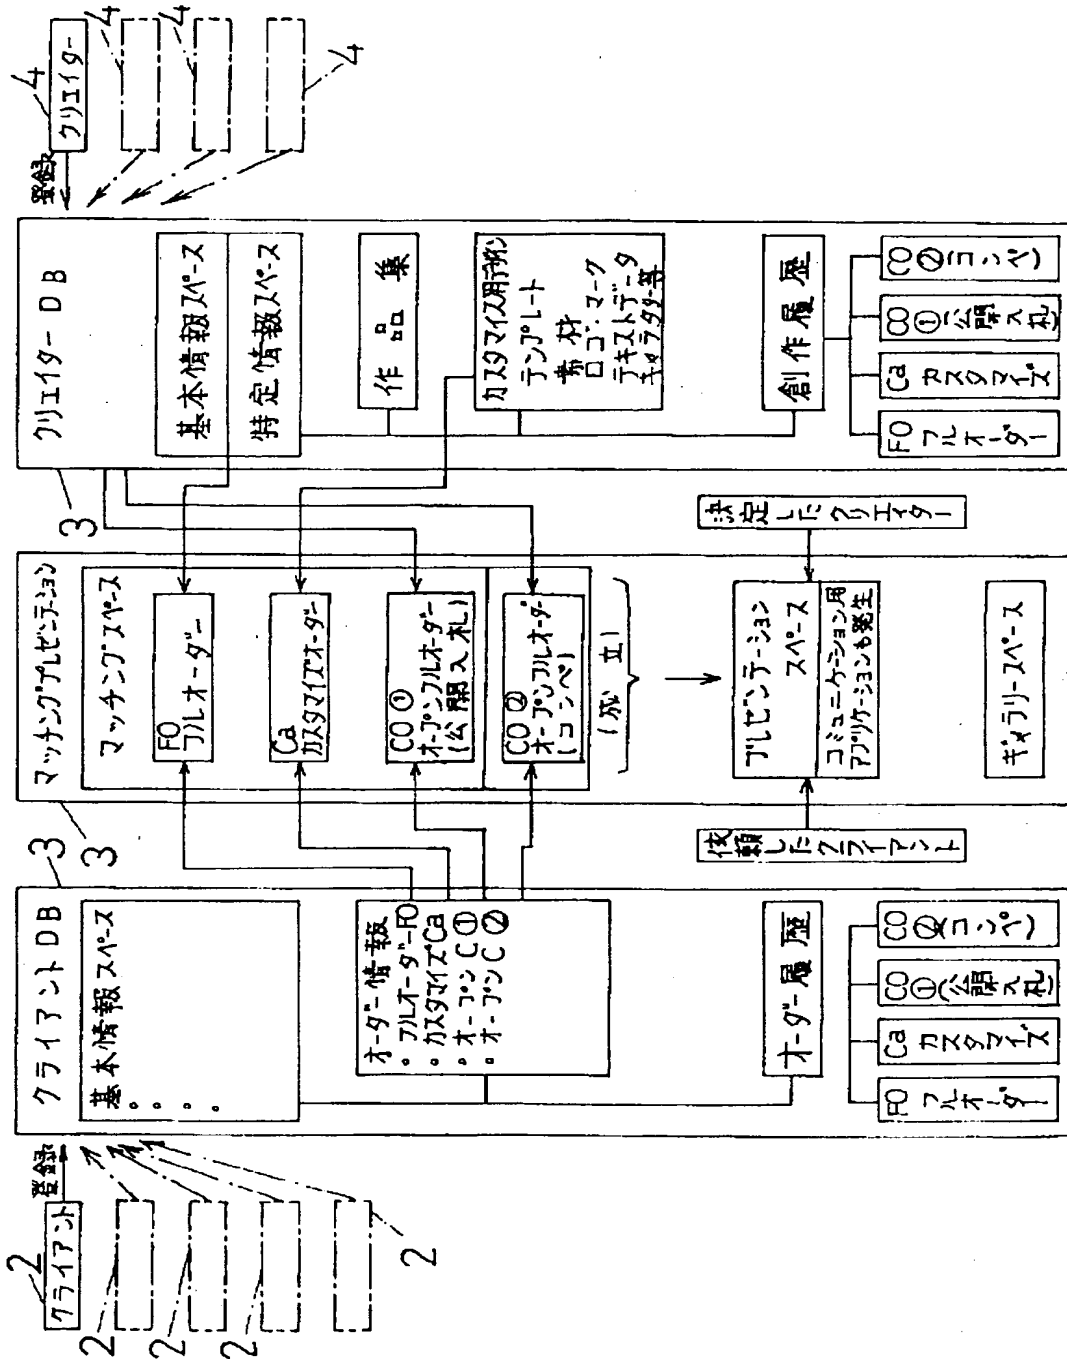 2
クライアント
登録
2
2
2
2
3
クライアントDB
基本情報スペース
オーダー情報
。フルオーダーFO
。カスタマイズCa
。オープンC①
。オープンC②
オーダー履歴
FO
フルオーダー
Ca
カスタマイズ
CO
①(公開入札)
CO
②(コンペ)
3
マッチングプレゼンテーション
マッチングスペース
FO
フルオーダー
Ca
カスタマイズオーダー
CO ①
オープンフルオーダー
(公開入札)
CO ②
オープンフルオーダー
(コンペ)
(成立)
依頼したクライアント
プレゼンテーション
スペース
コミュニケーション用
アプリケーションも発生
決定したクリエイター
ギャラリースペース
3
クリエイターDB
基本情報スペース
特定情報スペース
作品集
カスタマイズ用デザイン
テンプレート
素材
ロゴ・マーク
テキストデータ
キャラクター等
創作履歴
FO
フルオーダー
Ca
カスタマイズ
CO
①(公開入札)
CO
②(コンペ)
4
クリエイター
登録
4
4
4